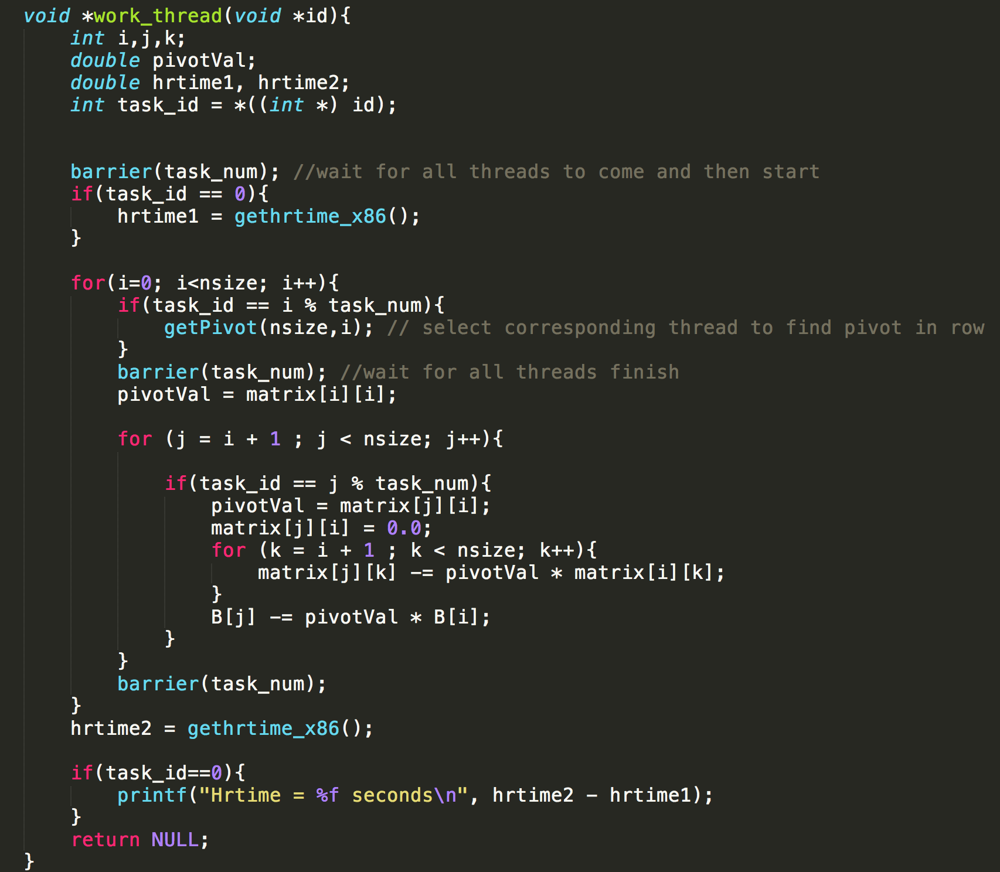 void *work_thread(void *id){
    int i,j,k;
    double pivotVal;
    double hrtime1, hrtime2;
    int task_id = *((int *) id);
    barrier(task_num); //wait for all threads to come and then start
    if(task_id == 0){
        hrtime1 = gethrtime_x86();
    }
    for(i=0; i<nsize; i++){
        if(task_id == i % task_num){
            getPivot(nsize,i); // select corresponding thread to find pivot in row
        }
        barrier(task_num); //wait for all threads finish
        pivotVal = matrix[i][i];
        for (j = i + 1 ; j < nsize; j++){
            if(task_id == j % task_num){
                pivotVal = matrix[j][i];
                matrix[j][i] = 0.0;
                for (k = i + 1 ; k < nsize; k++){
                    matrix[j][k] -= pivotVal * matrix[i][k];
                }
                B[j] -= pivotVal * B[i];
            }
        }
        barrier(task_num);
    }
    hrtime2 = gethrtime_x86();
    if(task_id==0){
        printf("Hrtime = %f seconds\n", hrtime2 - hrtime1);
    }
    return NULL;
}